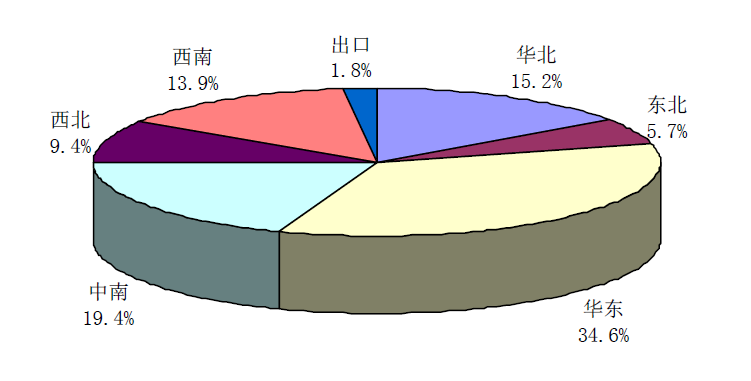 出口
1.8%
华北
15.2%
西南
13.9%
东北
5.7%
西北
9.4%
中南
19.4%
华东
34.6%